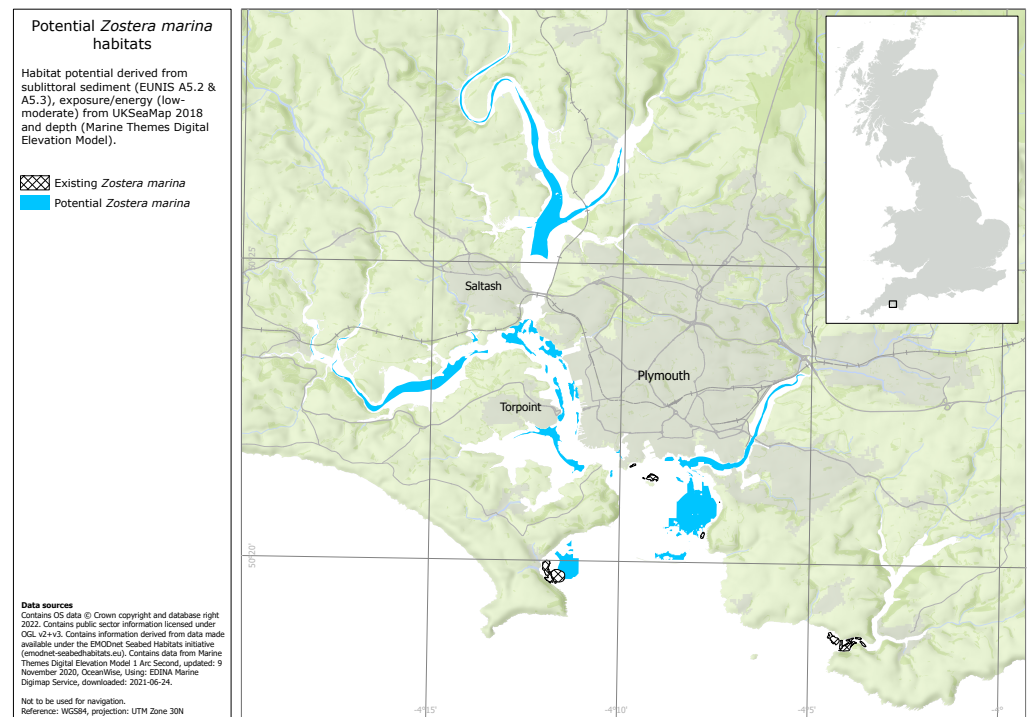 Potential Zostera marina
habitats
Habitat potential derived from
sublittoral sediment (EUNIS A5.2 &
A5.3), exposure/energy (low-
moderate) from UKSeaMap 2018
and depth (Marine Themes Digital
Elevation Model).
Existing Zostera marina
Potential Zostera marina
Data sources
Contains OS data © Crown copyright and database right
2022. Contains public sector information licensed under
OGL v2+v3. Contains information derived from data made
available under the EMODnet Seabed Habitats initiative
(emodnet-seabedhabitats.eu). Contains data from Marine
Themes Digital Elevation Model 1 Arc Second, updated: 9
November 2020, OceanWise, Using: EDINA Marine
Digimap Service, downloaded: 2021-06-24.
Not to be used for navigation.
Reference: WGS84, projection: UTM Zone 30N
50°25'
Saltash
Plymouth
Torpoint
50°20'
-4°15'
-4°10'
-4°5'
-4°